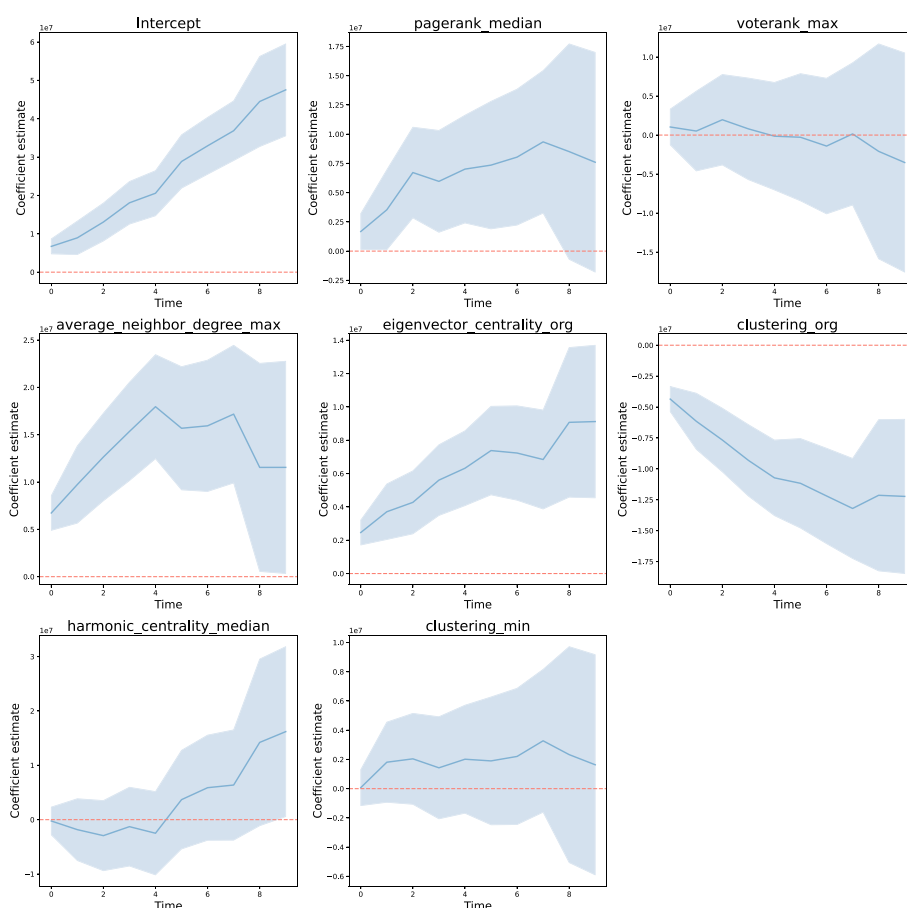 Intercept
1e7
Coefficient estimate
6
5
4
3
2
1
0
0 2 4 6 8
Time
pagerank_median
1e7
Coefficient estimate
1.75
1.50
1.25
1.00
0.75
0.50
0.25
0.00
−0.25
0 2 4 6 8
Time
voterank_max
1e7
Coefficient estimate
1.0
0.5
0.0
−0.5
−1.0
−1.5
0 2 4 6 8
Time
average_neighbor_degree_max
1e7
Coefficient estimate
2.5
2.0
1.5
1.0
0.5
0.0
0 2 4 6 8
Time
eigenvector_centrality_org
1e7
Coefficient estimate
1.4
1.2
1.0
0.8
0.6
0.4
0.2
0.0
0 2 4 6 8
Time
clustering_org
1e7
Coefficient estimate
0.00
−0.25
−0.50
−0.75
−1.00
−1.25
−1.50
−1.75
0 2 4 6 8
Time
harmonic_centrality_median
1e7
Coefficient estimate
3
2
1
0
−1
0 2 4 6 8
Time
clustering_min
1e7
Coefficient estimate
1.0
0.8
0.6
0.4
0.2
0.0
−0.2
−0.4
−0.6
0 2 4 6 8
Time